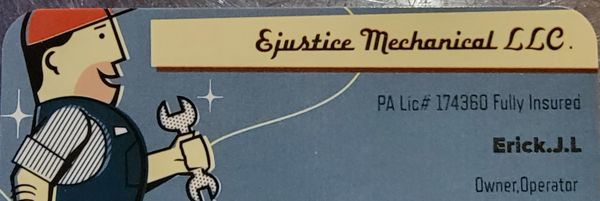 Ejustice Mechanical LLC.
PA Lic# 174360 Fully Insured
Erick.J.L
Owner,Operator